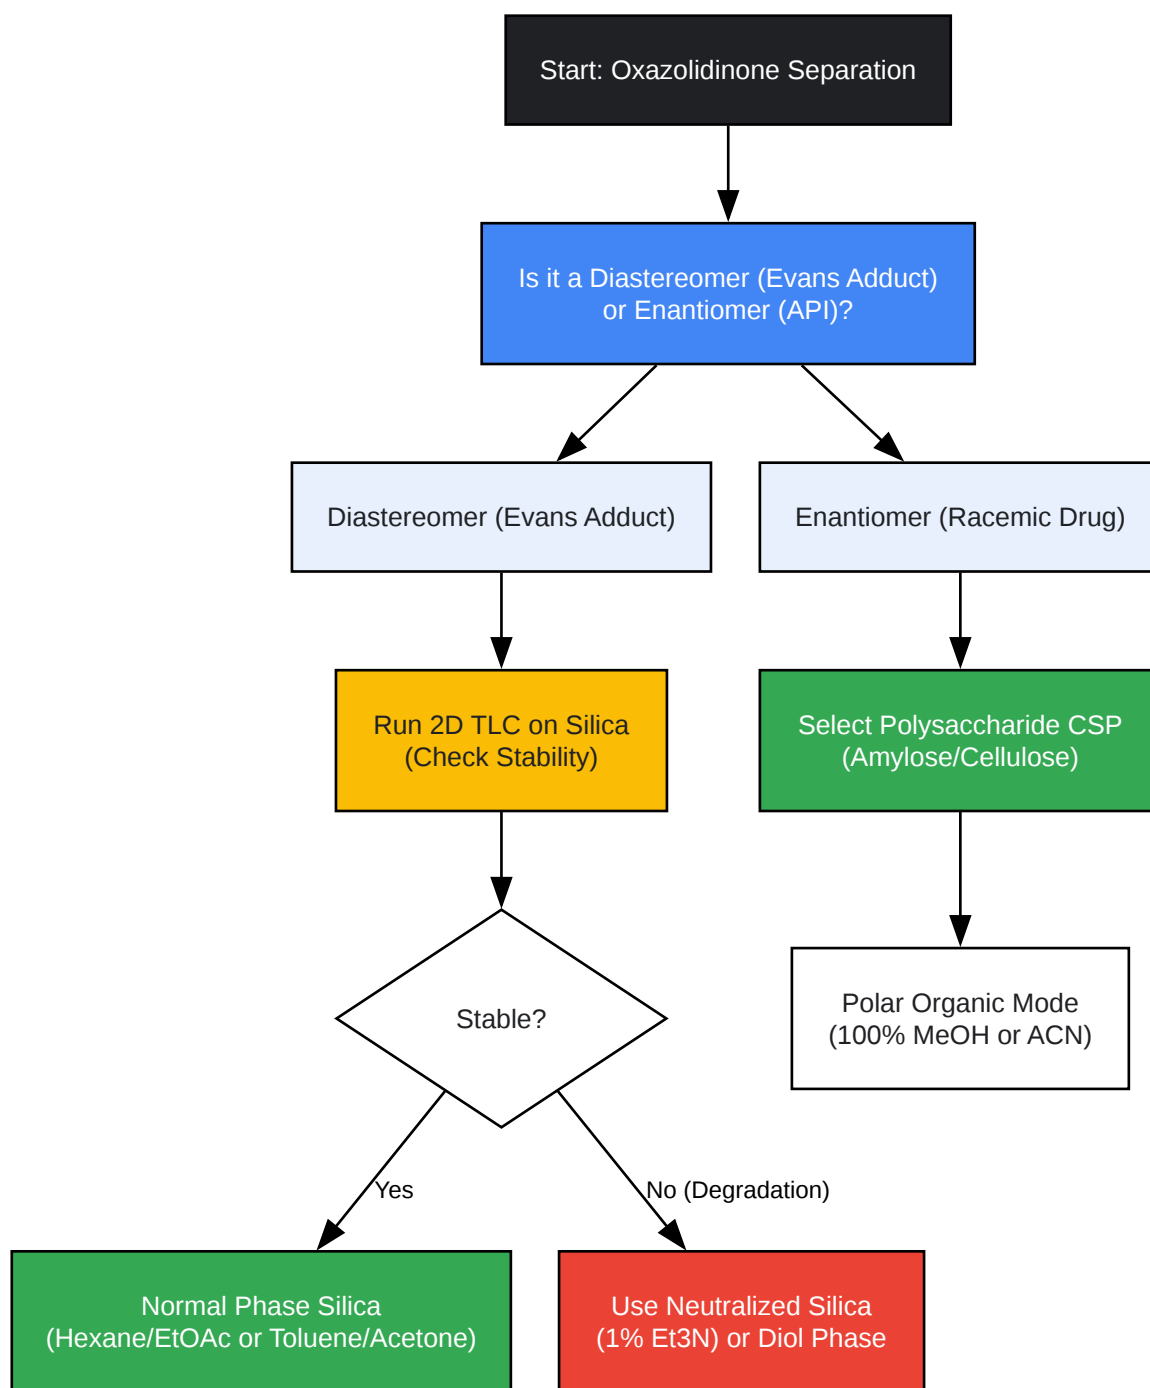 Start: Oxazolidinone Separation
Is it a Diastereomer (Evans Adduct)
or Enantiomer (API)?
Diastereomer (Evans Adduct)
Enantiomer (Racemic Drug)
Run 2D TLC on Silica
(Check Stability)
Select Polysaccharide CSP
(Amylose/Cellulose)
Stable?
Polar Organic Mode
(100% MeOH or ACN)
Yes
No (Degradation)
Normal Phase Silica
(Hexane/EtOAc or Toluene/Acetone)
Use Neutralized Silica
(1% Et3N) or Diol Phase